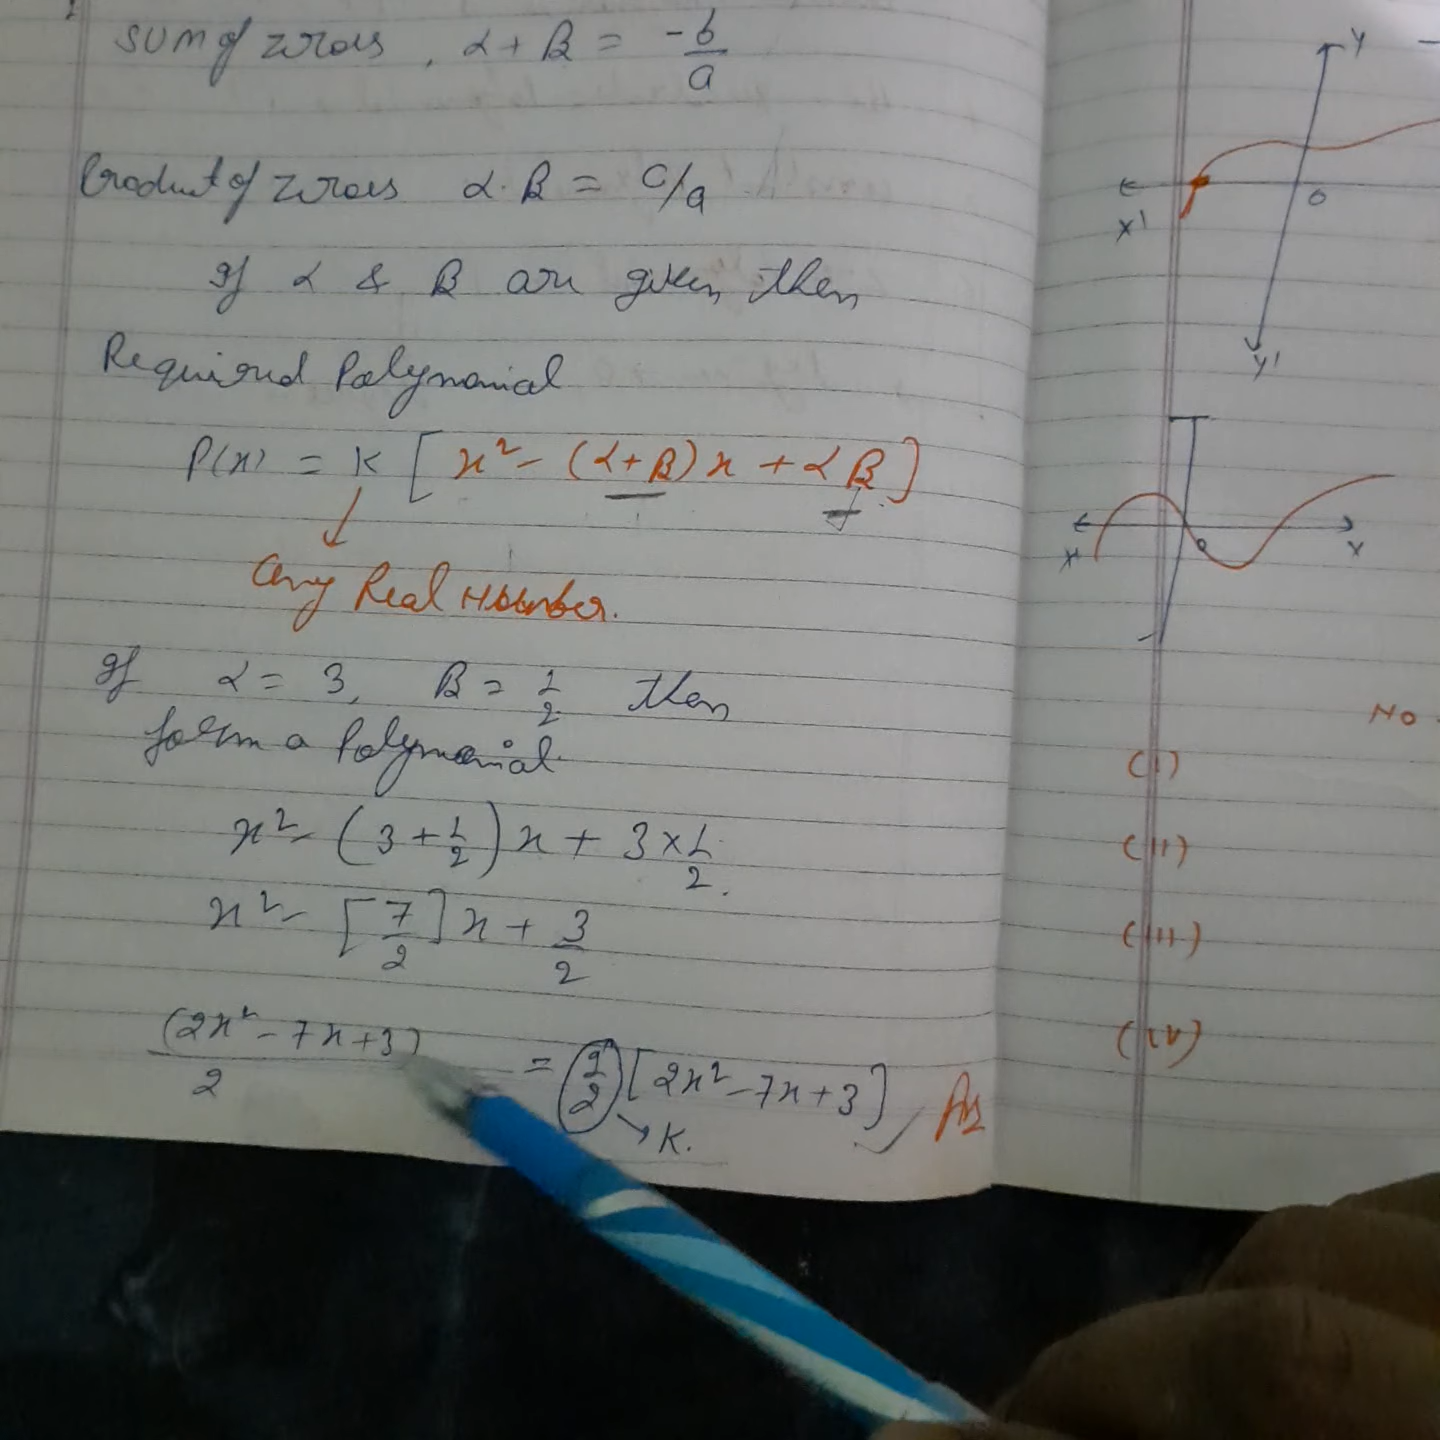 sum of zeroes, α + β = -b/a
Product of zeroes α·β = c/a
If α & β are given then
Required Polynomial
P(x) = K [x² - (α+β)x + αβ]
Any Real Number.
If α = 3, β = 1/2 then
form a Polynomial
x² - (3 + 1/2)x + 3 × 1/2.
x² - [7/2]x + 3/2
(2x² - 7x + 3)/2 = 1/2 [2x² - 7x + 3] Ans
K.
Y
X'
O
Y'
X'
O
X
No
(I)
(II)
(III)
(IV)